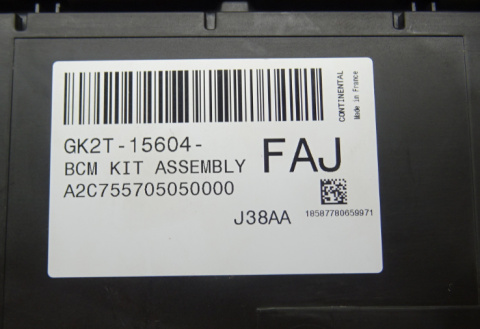 GK2T-15604-
BCM KIT ASSEMBLY
FAJ
A2C755705050000
J38AA
18587780659971
CONTINENTAL
Made in France